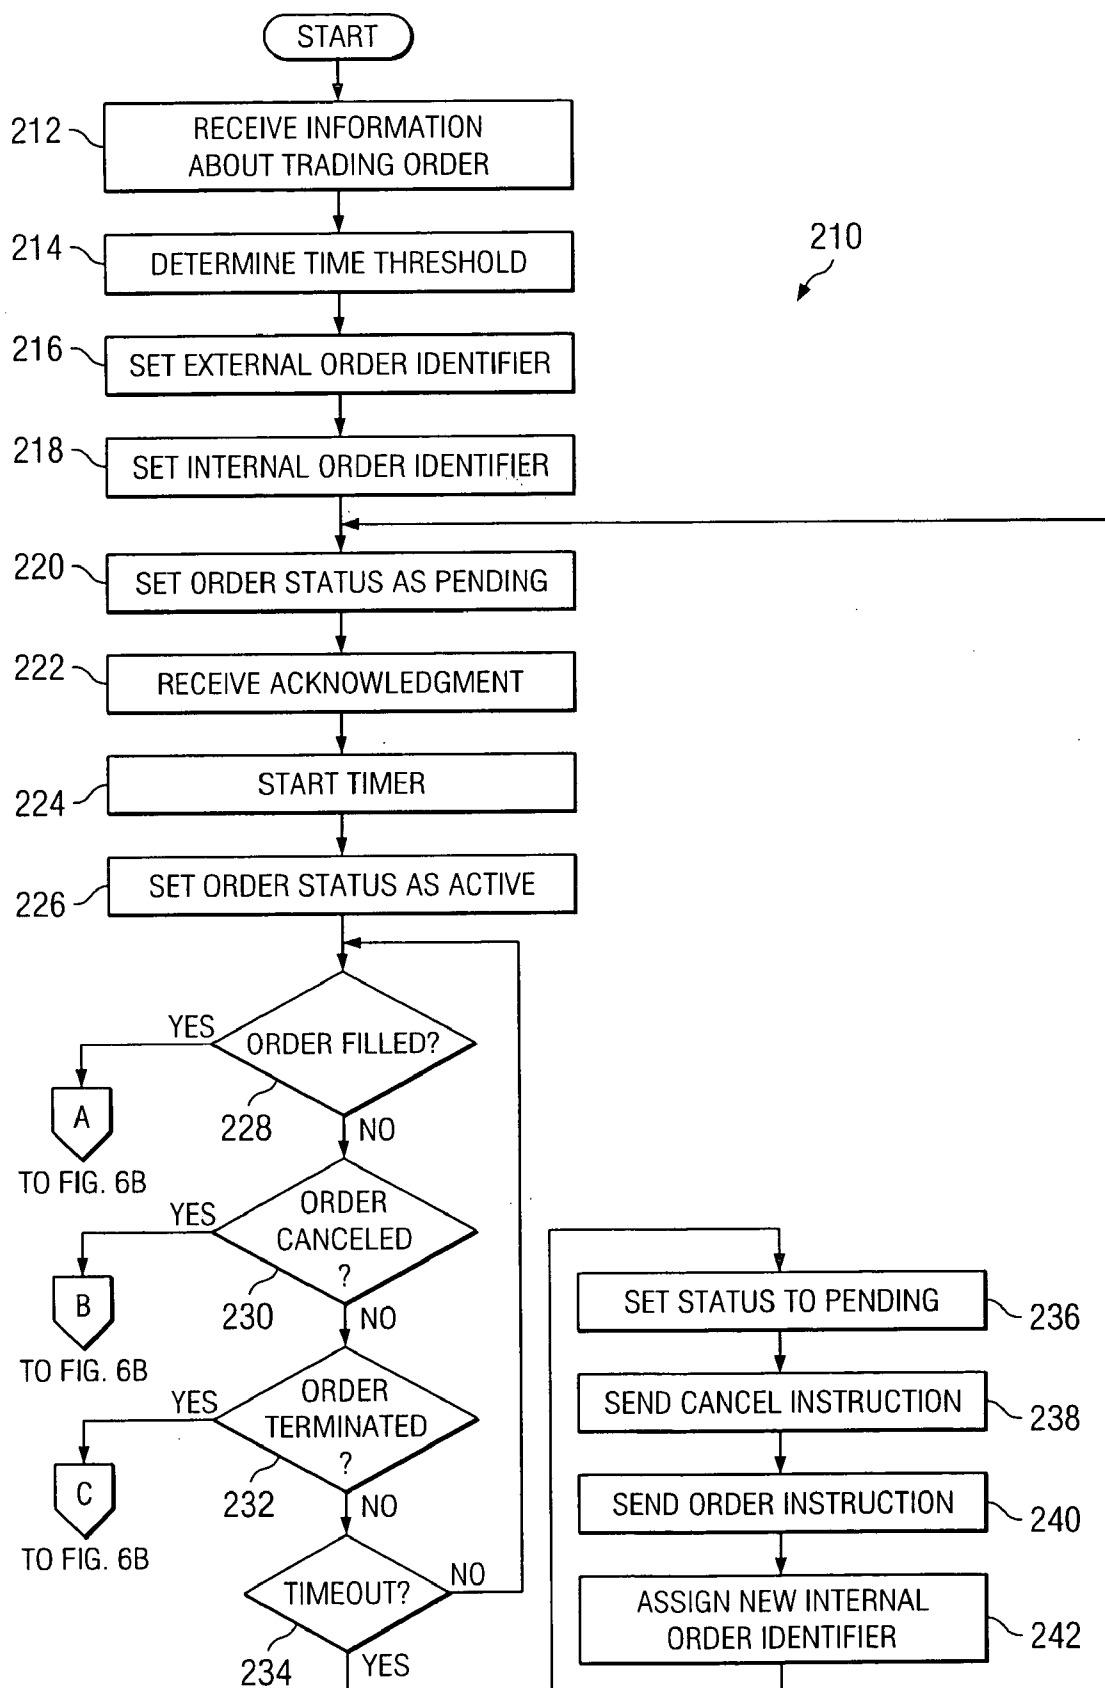 START
212
RECEIVE INFORMATION
ABOUT TRADING ORDER
210
214
DETERMINE TIME THRESHOLD
216
SET EXTERNAL ORDER IDENTIFIER
218
SET INTERNAL ORDER IDENTIFIER
220
SET ORDER STATUS AS PENDING
222
RECEIVE ACKNOWLEDGMENT
224
START TIMER
226
SET ORDER STATUS AS ACTIVE
ORDER FILLED?
YES
228
NO
A
TO FIG. 6B
ORDER
CANCELED
?
YES
230
NO
B
TO FIG. 6B
ORDER
TERMINATED
?
YES
232
NO
C
TO FIG. 6B
TIMEOUT?
NO
234
YES
SET STATUS TO PENDING
236
SEND CANCEL INSTRUCTION
238
SEND ORDER INSTRUCTION
240
ASSIGN NEW INTERNAL
ORDER IDENTIFIER
242